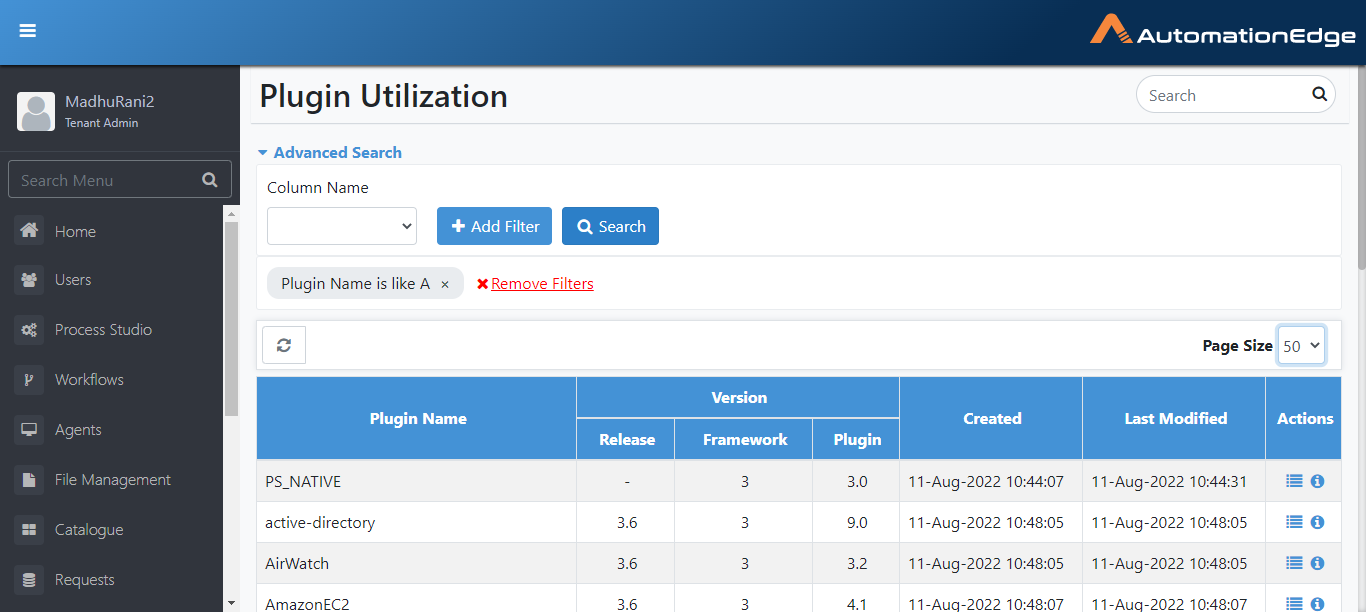 AutomationEdge
MadhuRani2
Tenant Admin
Search Menu
Home
Users
Process Studio
Workflows
Agents
File Management
Catalogue
Requests
Plugin Utilization
Search
Advanced Search
Column Name
Add Filter
Search
Plugin Name is like A ×
Remove Filters
Page Size 50
Plugin Name Version Created Last Modified Actions
Release Framework Plugin
PS_NATIVE - 3 3.0 11-Aug-2022 10:44:07 11-Aug-2022 10:44:31
active-directory 3.6 3 9.0 11-Aug-2022 10:48:05 11-Aug-2022 10:48:05
AirWatch 3.6 3 3.2 11-Aug-2022 10:48:05 11-Aug-2022 10:48:05
AmazonEC2 3.6 3 4.1 11-Aug-2022 10:48:07 11-Aug-2022 10:48:07